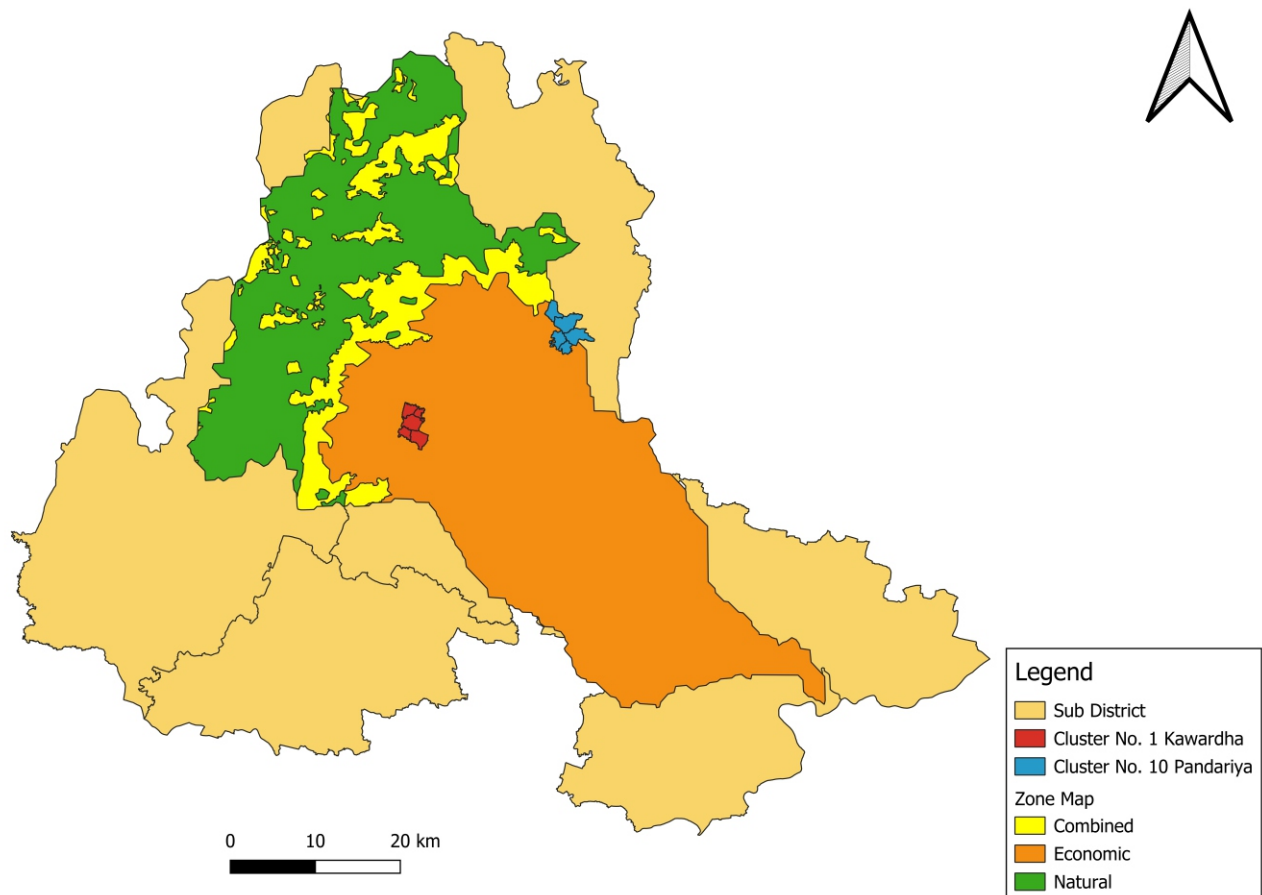 0 10 20 km
Legend
Sub District
Cluster No. 1 Kawardha
Cluster No. 10 Pandariya
Zone Map
Combined
Economic
Natural